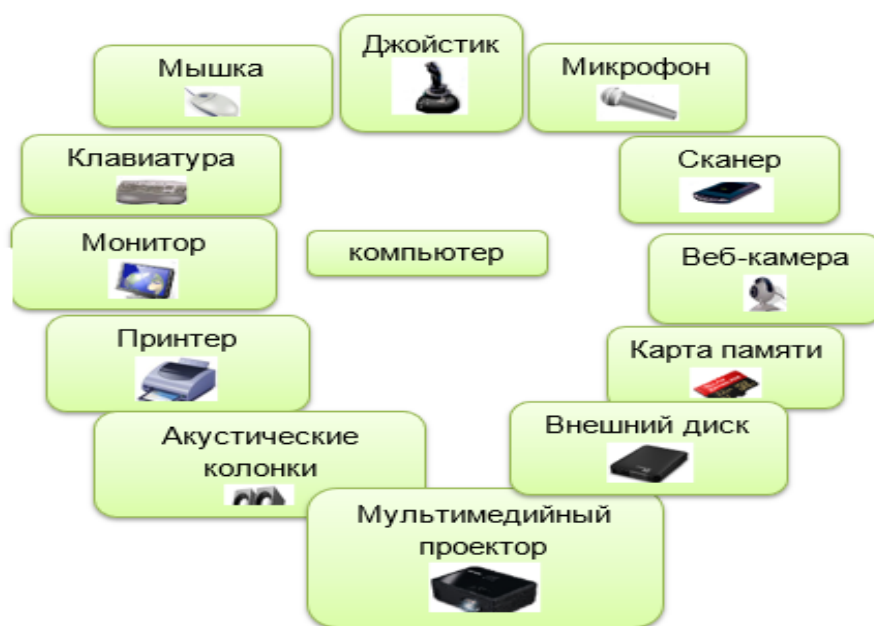 Джойстик
Мышка
Микрофон
Клавиатура
Сканер
Монитор
компьютер
Веб-камера
Принтер
Карта памяти
Акустические
колонки
Внешний диск
Мультимедийный
проектор